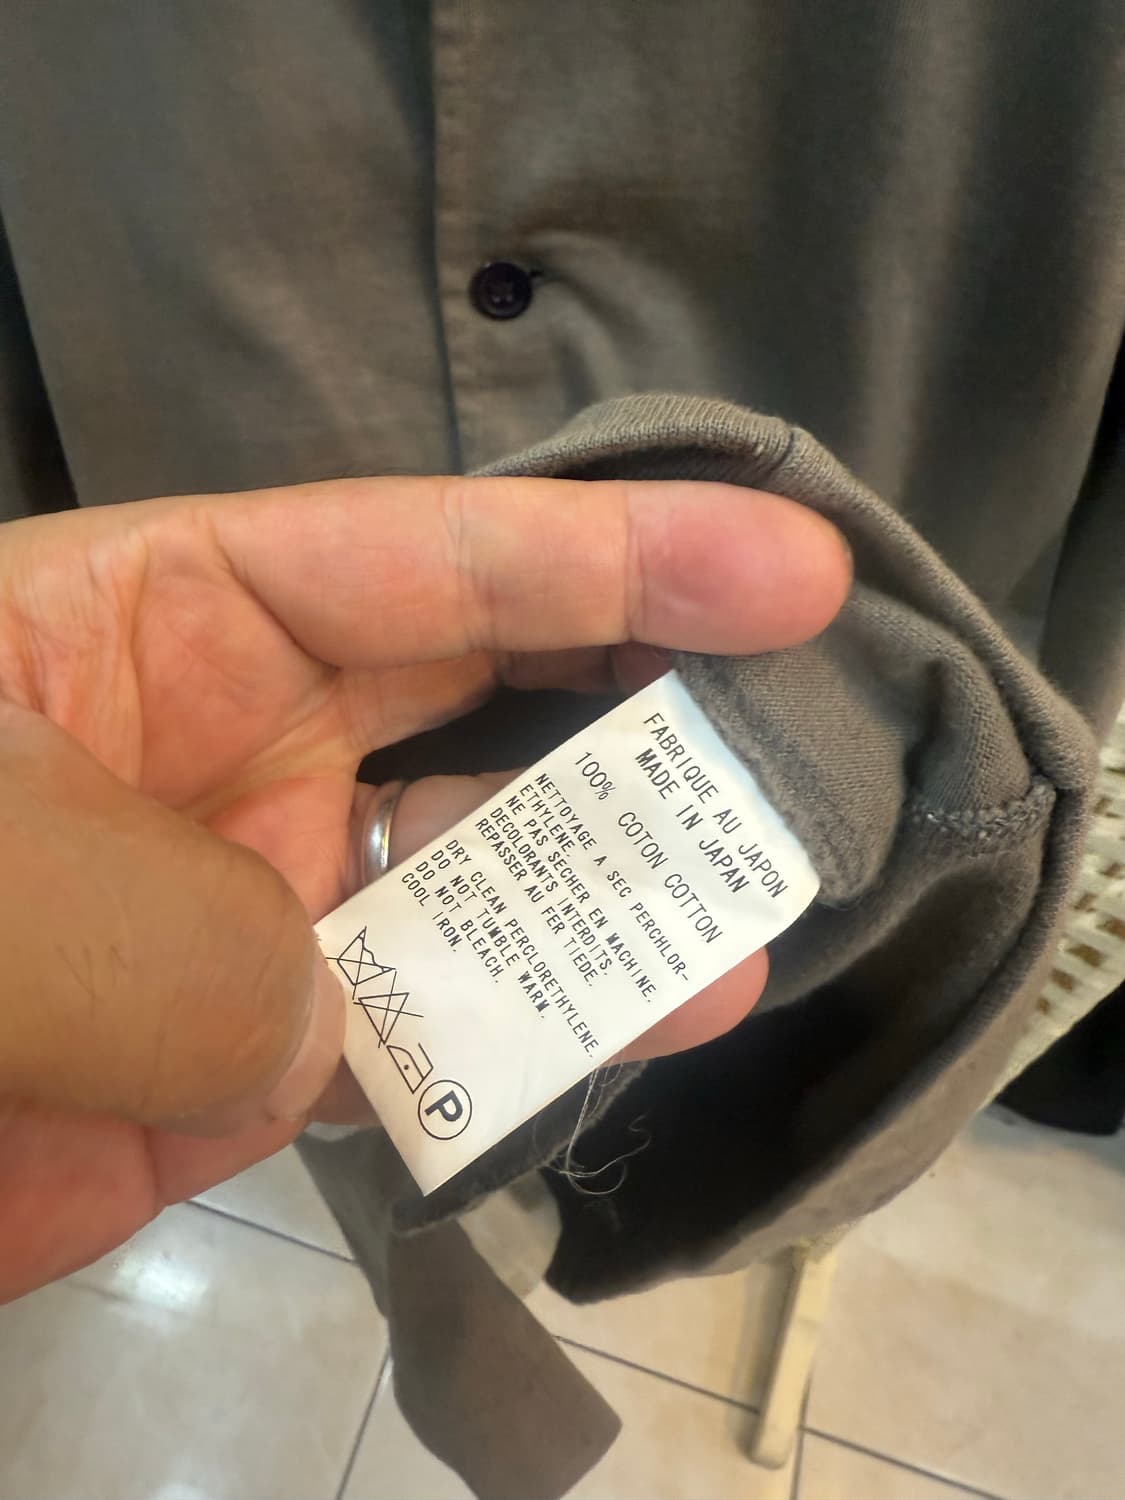 FABRIQUE AU JAPON
MADE IN JAPAN
100% COTON COTTON
NETTOYAGE A SEC PERCHLOR-
ETHYLENE.
NE PAS SECHER EN MACHINE.
DECOLORANTS INTERDITS.
REPASSER AU FER TIEDE.
DRY CLEAN PERCLORETHYLENE.
DO NOT TUMBLE WARM.
DO NOT BLEACH.
COOL IRON.
P